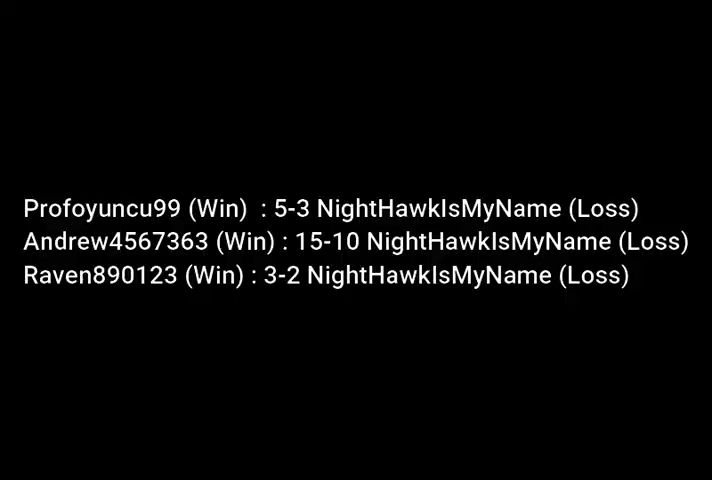 Profoyuncu99 (Win)  : 5-3 NightHawkIsMyName (Loss)
Andrew4567363 (Win) : 15-10 NightHawkIsMyName (Loss)
Raven890123 (Win) : 3-2 NightHawkIsMyName (Loss)